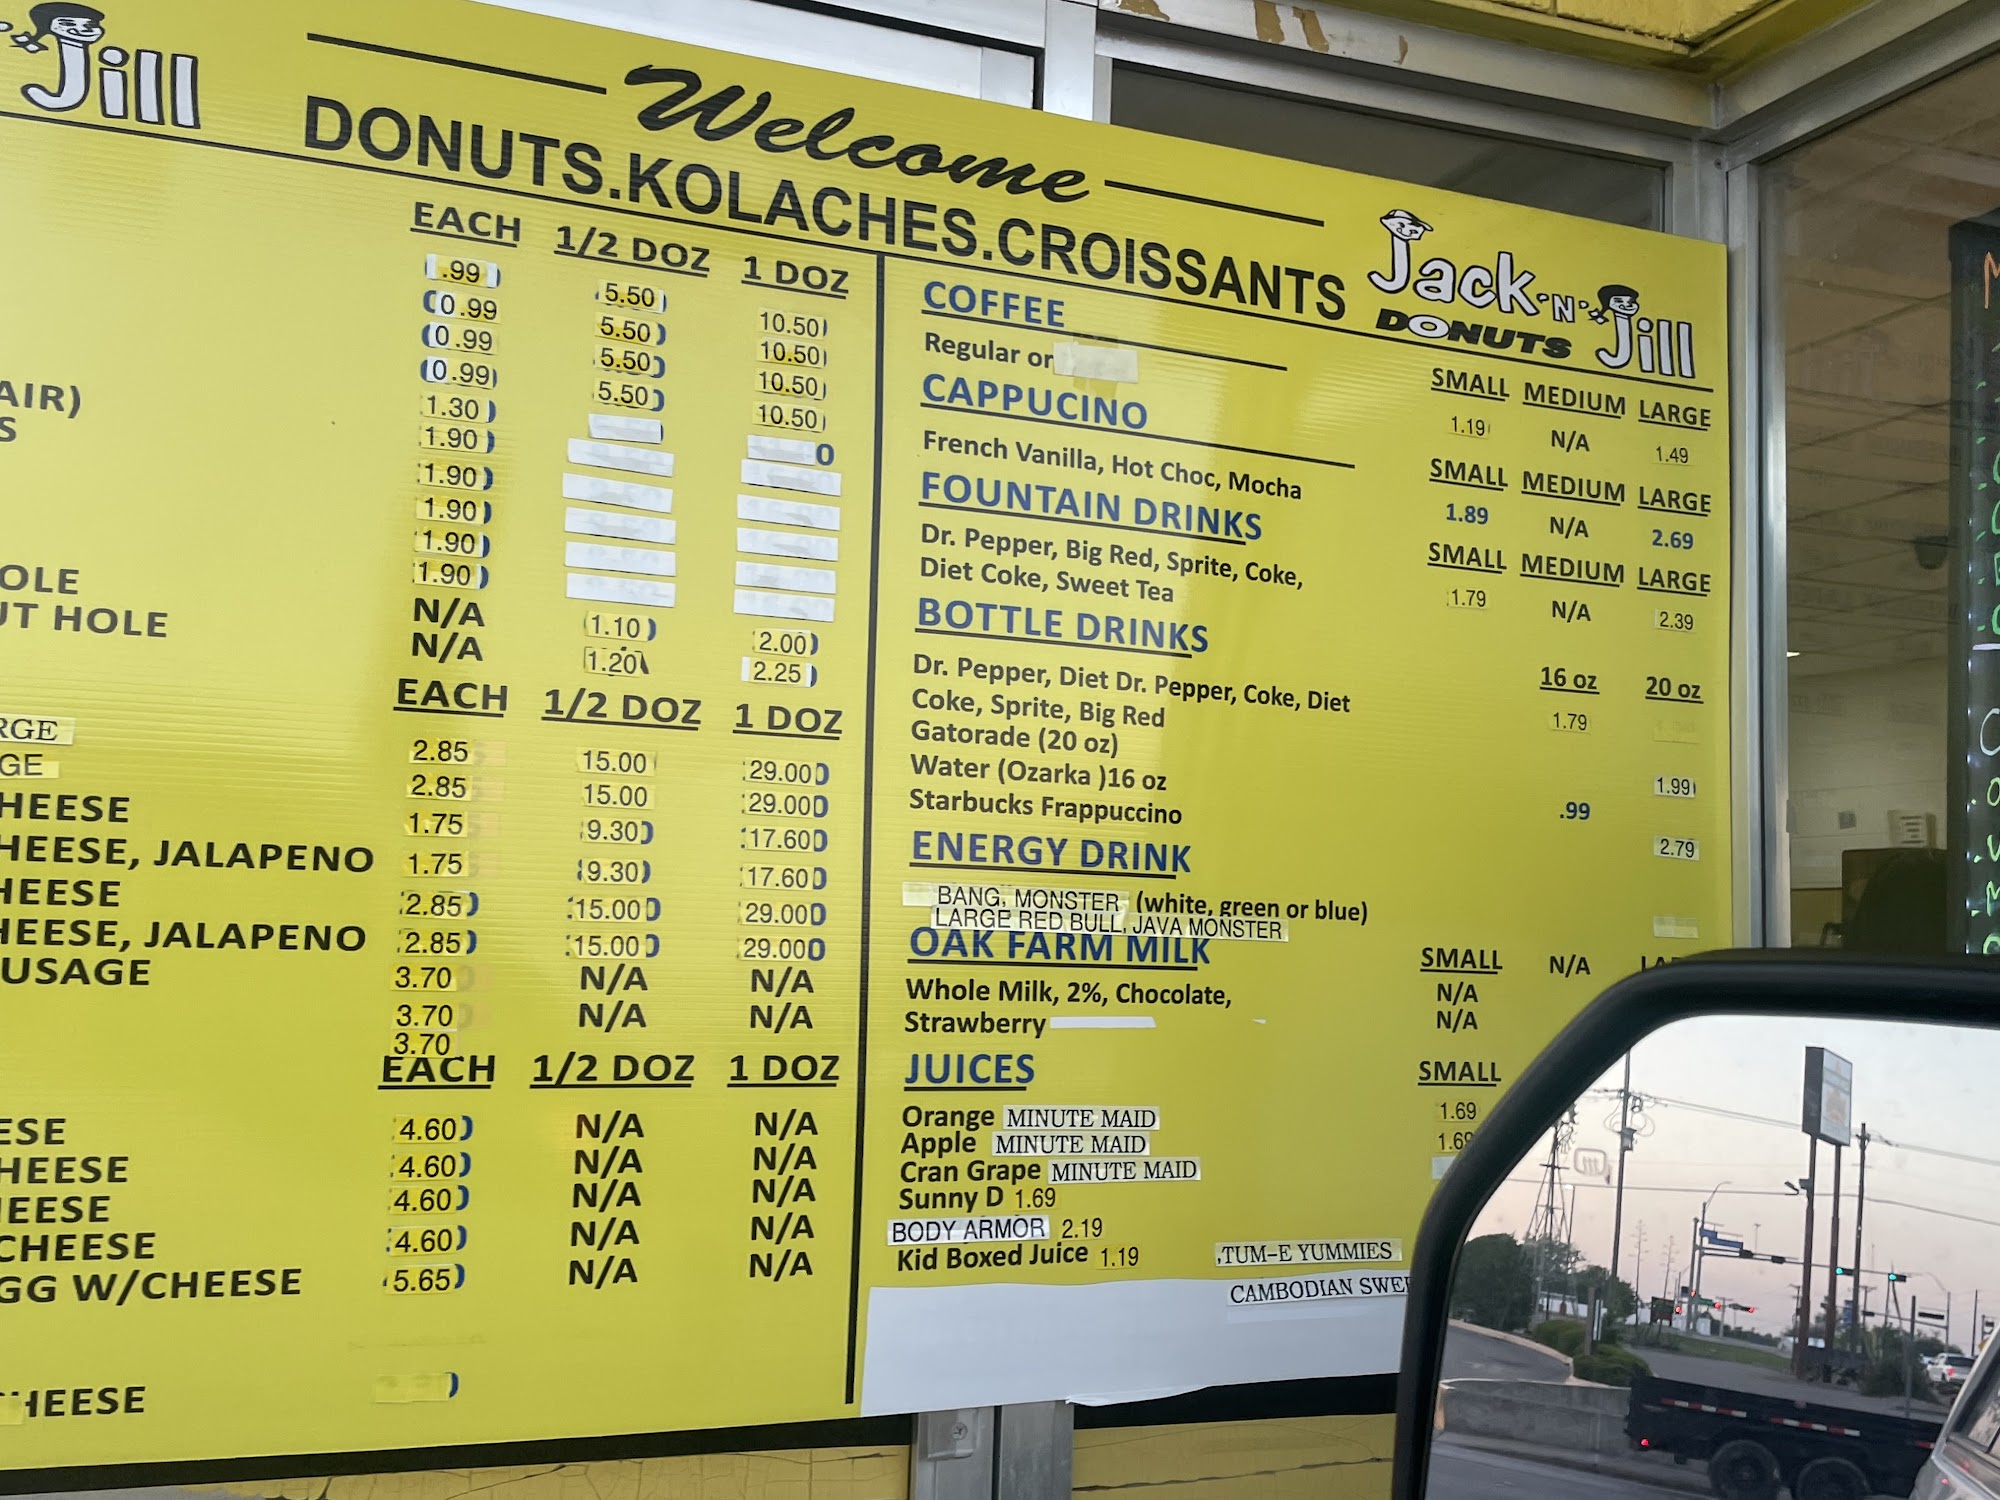 Jill
Welcome
DONUTS.KOLACHES.CROISSANTS
Jack-N-Jill
DONUTS
EACH 1/2 DOZ 1 DOZ
.99 5.50 10.50
0.99 5.50 10.50
0.99 5.50 10.50
0.99 5.50 10.50
AIR) 1.30
S 1.90 0
1.90
1.90
1.90
1.90
OLE N/A 1.10 2.00
UT HOLE N/A 1.20 2.25
EACH 1/2 DOZ 1 DOZ
RGE 2.85 15.00 29.00
GE 2.85 15.00 29.00
HEESE 1.75 9.30 17.60
HEESE, JALAPENO 1.75 9.30 17.60
HEESE 2.85 15.00 29.00
HEESE, JALAPENO 2.85 15.00 29.00
USAGE 3.70 N/A N/A
3.70 N/A N/A
3.70
EACH 1/2 DOZ 1 DOZ
ESE 4.60 N/A N/A
HEESE 4.60 N/A N/A
HEESE 4.60 N/A N/A
CHEESE 4.60 N/A N/A
GG W/CHEESE 5.65 N/A N/A
HEESE
COFFEE
SMALL MEDIUM LARGE
Regular or 1.19 N/A 1.49
CAPPUCINO
SMALL MEDIUM LARGE
French Vanilla, Hot Choc, Mocha 1.89 N/A 2.69
FOUNTAIN DRINKS
SMALL MEDIUM LARGE
Dr. Pepper, Big Red, Sprite, Coke, 1.79 N/A 2.39
Diet Coke, Sweet Tea
BOTTLE DRINKS
16 oz 20 oz
Dr. Pepper, Diet Dr. Pepper, Coke, Diet 1.79
Coke, Sprite, Big Red
Gatorade (20 oz) 1.99
Water (Ozarka )16 oz .99
Starbucks Frappuccino 2.79
ENERGY DRINK
BANG, MONSTER (white, green or blue)
LARGE RED BULL, JAVA MONSTER
OAK FARM MILK
SMALL N/A
Whole Milk, 2%, Chocolate, N/A
Strawberry N/A
JUICES SMALL
Orange MINUTE MAID 1.69
Apple MINUTE MAID 1.69
Cran Grape MINUTE MAID
Sunny D 1.69
BODY ARMOR 2.19
Kid Boxed Juice 1.19
,TUM-E YUMMIES
CAMBODIAN SWE